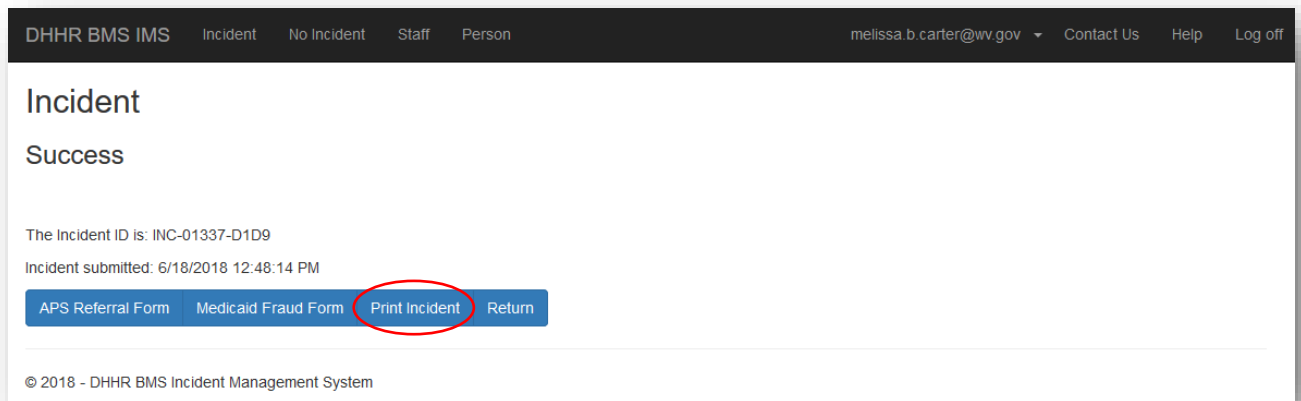 DHHR BMS IMS Incident No Incident Staff Person melissa.b.carter@wv.gov Contact Us Help Log off
Incident
Success
The Incident ID is: INC-01337-D1D9
Incident submitted: 6/18/2018 12:48:14 PM
APS Referral Form Medicaid Fraud Form Print Incident Return
© 2018 - DHHR BMS Incident Management System